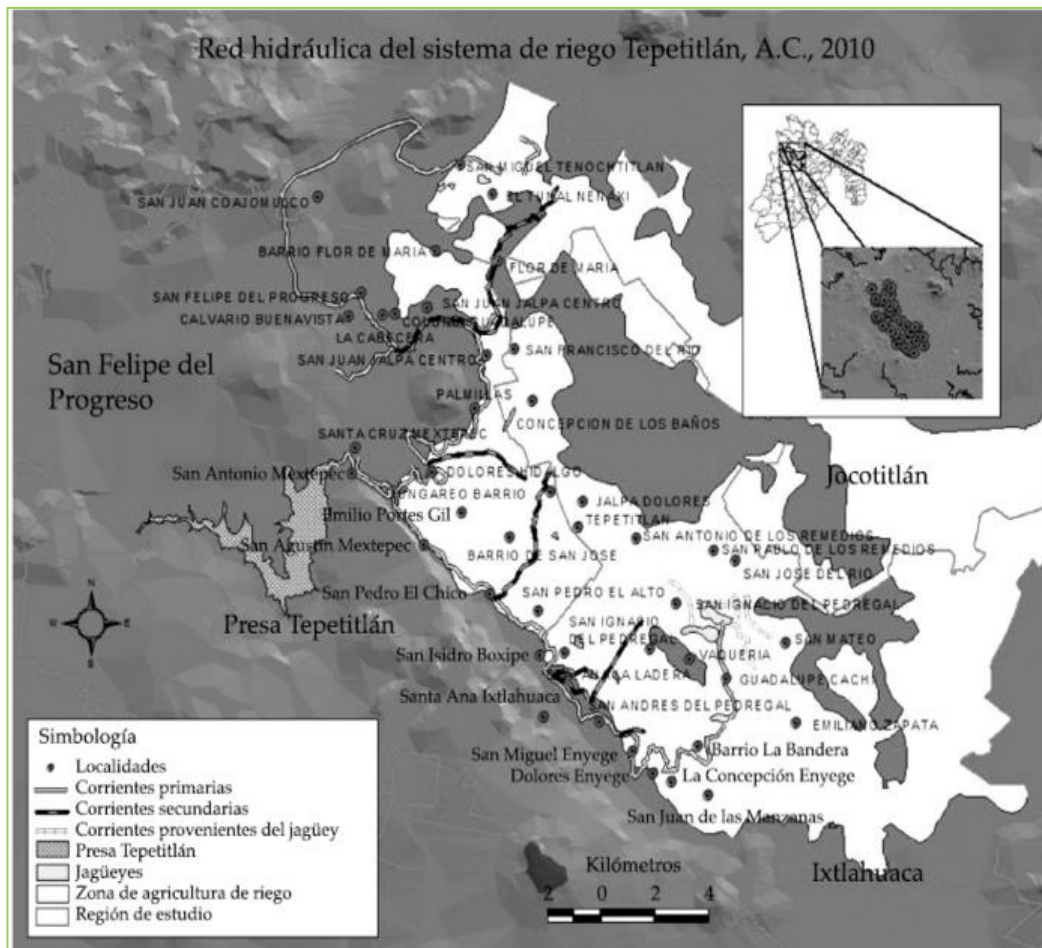 Red hidráulica del sistema de riego Tepetitlán, A.C., 2010
SAN MIGUEL TENOCHTITLAN
SAN JUAN COAJOMULCO
EL TUNAL NENAXI
BARRIO FLOR DE MARIA
FLOR DE MARIA
SAN FELIPE DEL PROGRESO
SAN JUAN JALPA CENTRO
CALVARIO BUENAVISTA
COLONIA GUADALUPE
LA CABECERA
SAN JUAN JALPA CENTRO
SAN FRANCISCO DEL RIO
San Felipe del
Progreso
PALMILLAS
CONCEPCION DE LOS BAÑOS
SANTA CRUZ MEXTEPEC
San Antonio Mextepec
DOLORES HIDALGO
Jocotitlán
UNGAREO BARRIO
JALPA DOLORES
Emilio Portes Gil
TEPETITLAN
SAN ANTONIO DE LOS REMEDIOS
San Agustín Mextepec
BARRIO DE SAN JOSE
SAN PABLO DE LOS REMEDIOS
SAN JOSE DEL RIO
San Pedro El Chico
SAN PEDRO EL ALTO
SAN IGNACIO DEL PEDREGAL
N
W E
S
Presa Tepetitlán
SAN IGNACIO
DEL PEDREGAL
SAN MATEO
San Isidro Boxipe
VAQUERIA
LADERA
GUADALUPE CACHI
Santa Ana Ixtlahuaca
SAN ANDRES DEL PEDREGAL
EMILIANO ZAPATA
San Miguel Enyege
Barrio La Bandera
Dolores Enyege
La Concepción Enyege
San Juan de las Manzanas
Ixtlahuaca
Simbología
Localidades
Corrientes primarias
Corrientes secundarias
Corrientes provenientes del jagüey
Presa Tepetitlán
Jagüeyes
Zona de agricultura de riego
Región de estudio
Kilómetros
2 0 2 4